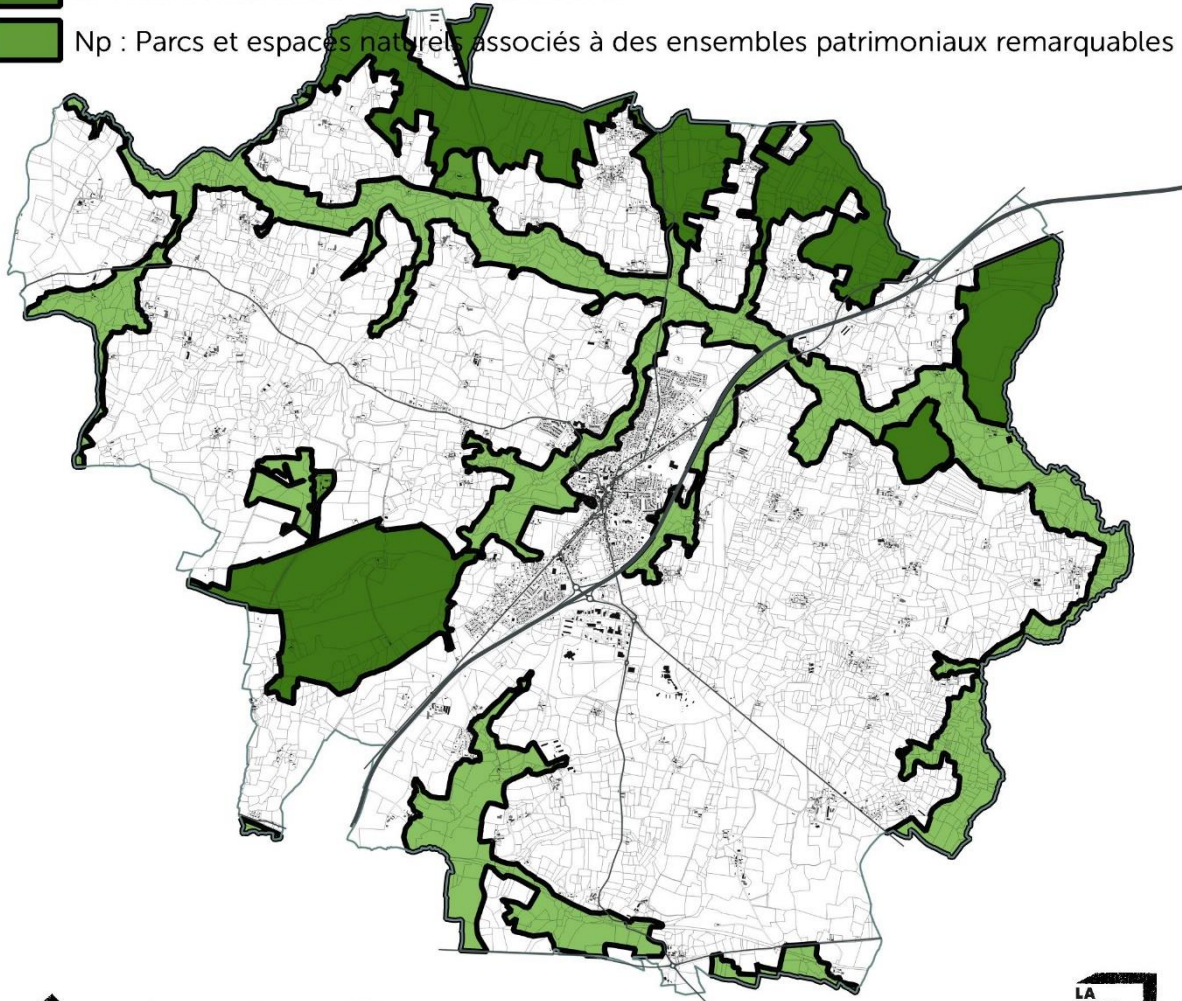 Np : Parcs et espaces naturels associés à des ensembles patrimoniaux remarquables
LA